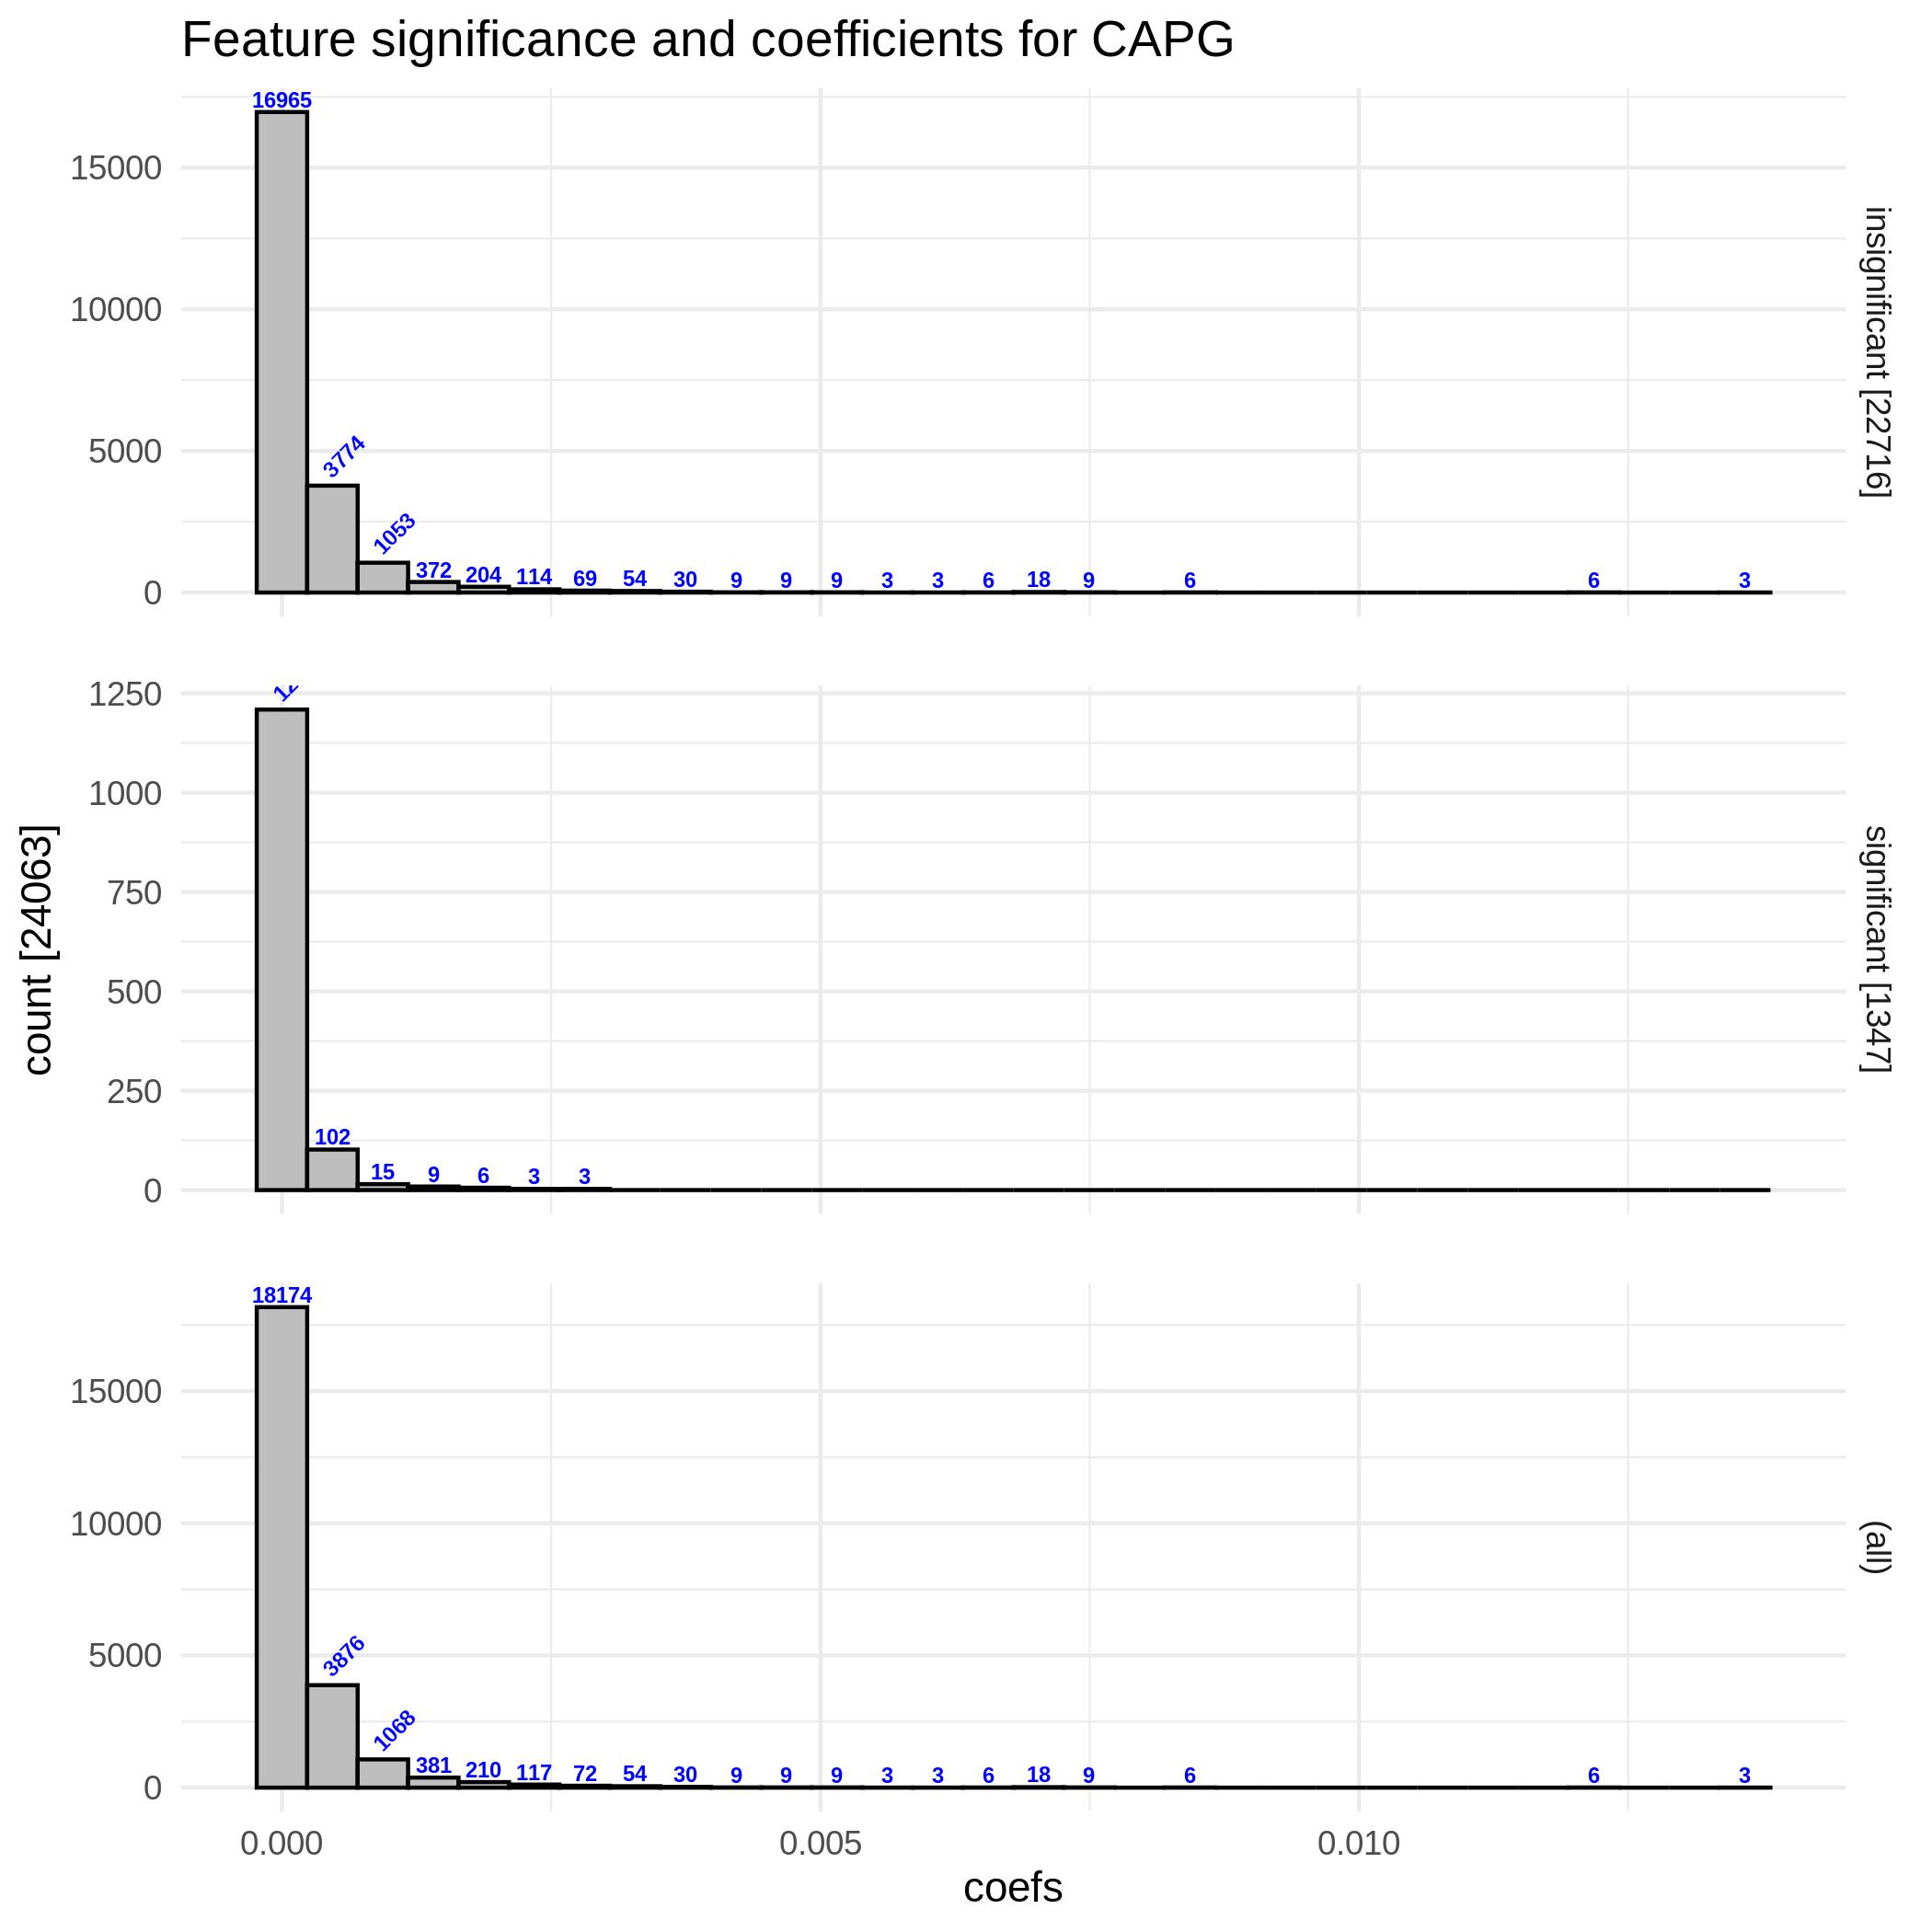 Feature significance and coefficients for CAPG
16965
15000
10000
5000
0
3774
1053
372 204 114 69 54 30 9 9 9 3 3 6 18 9 6 6 3
insignificant [22716]
count [24063]
1250
1000
750
500
250
0
102
15 9 6 3 3
significant [1347]
18174
15000
10000
5000
0
3876
1068
381 210 117 72 54 30 9 9 9 3 3 6 18 9 6 6 3
(all)
0.000 0.005 0.010
coefs